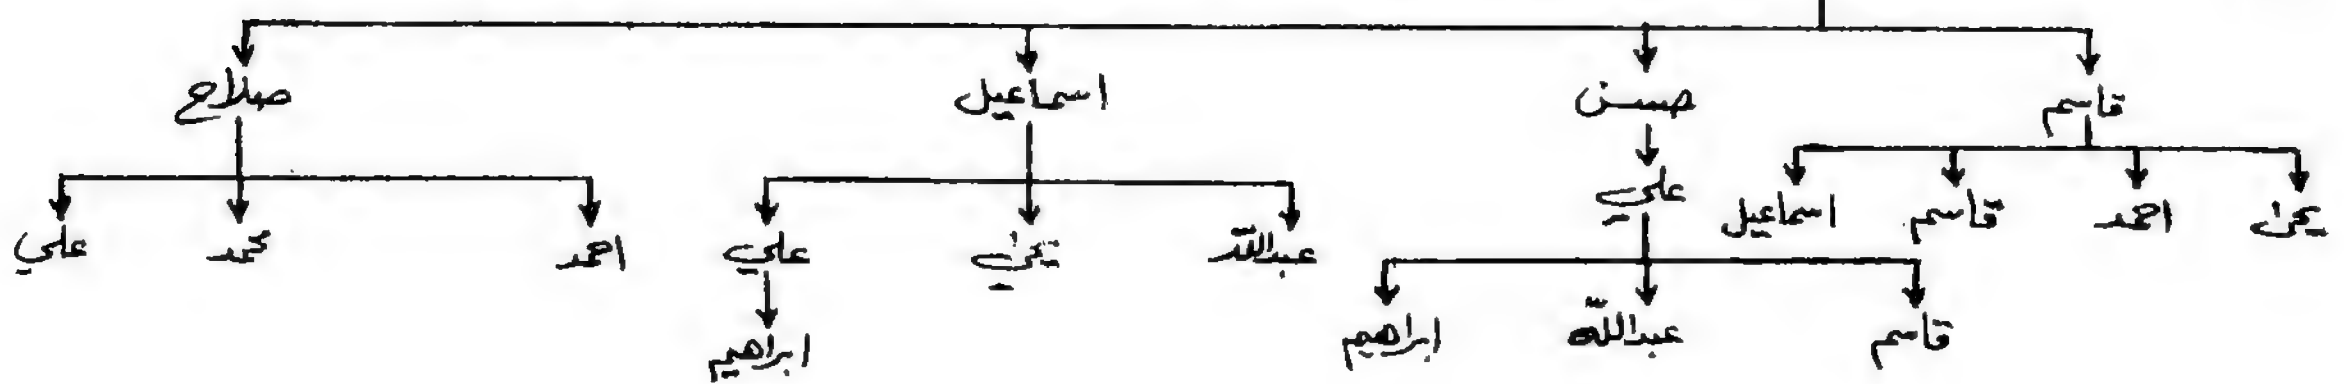 قاسم حسن اسماعيل صلاح
يحيى احمد قاسم اسماعيل علي
عبدالله يحيى علي احمد محمد علي
قاسم عبدالله ابراهيم ابراهيم